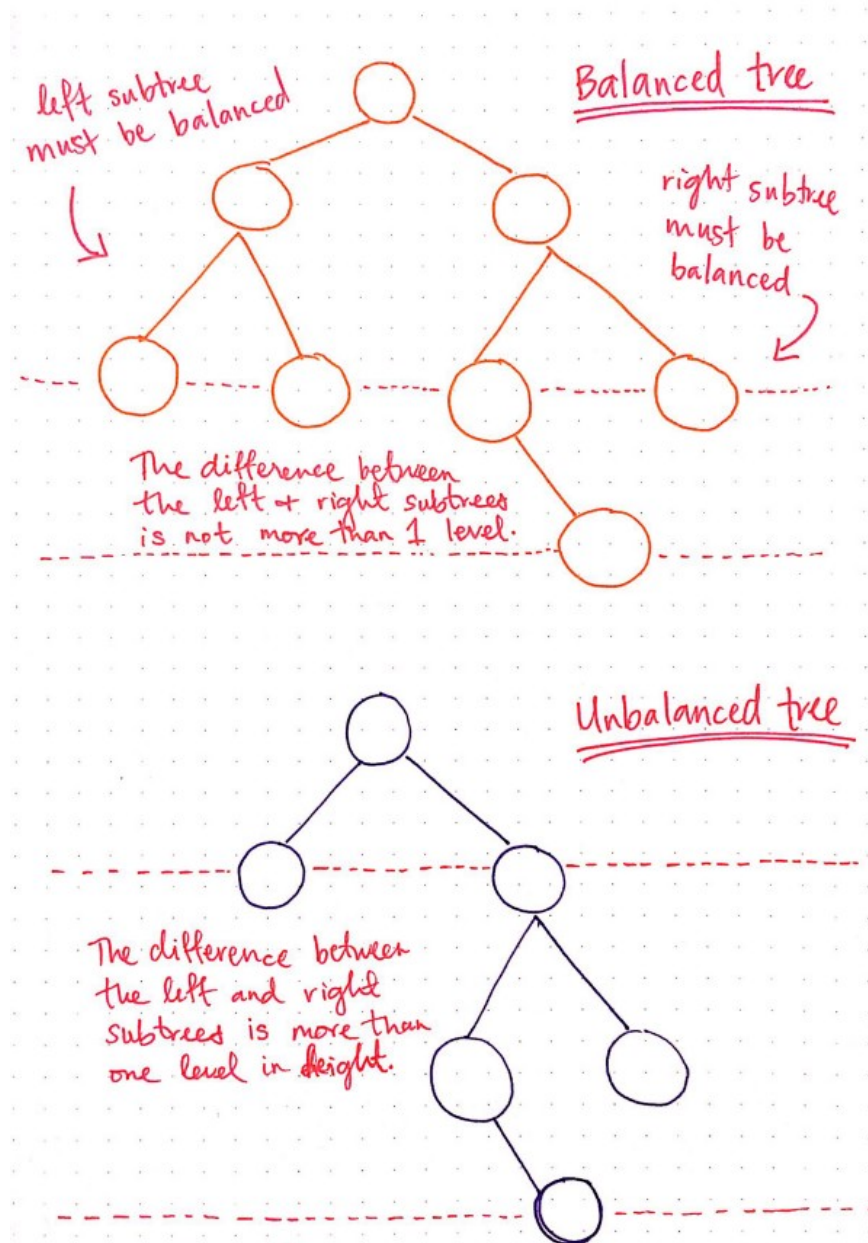 Balanced tree
left subtree
must be balanced
right subtree
must be
balanced
The difference between
the left + right subtrees
is not more than 1 level.
Unbalanced tree
The difference between
the left and right
subtrees is more than
one level in height.